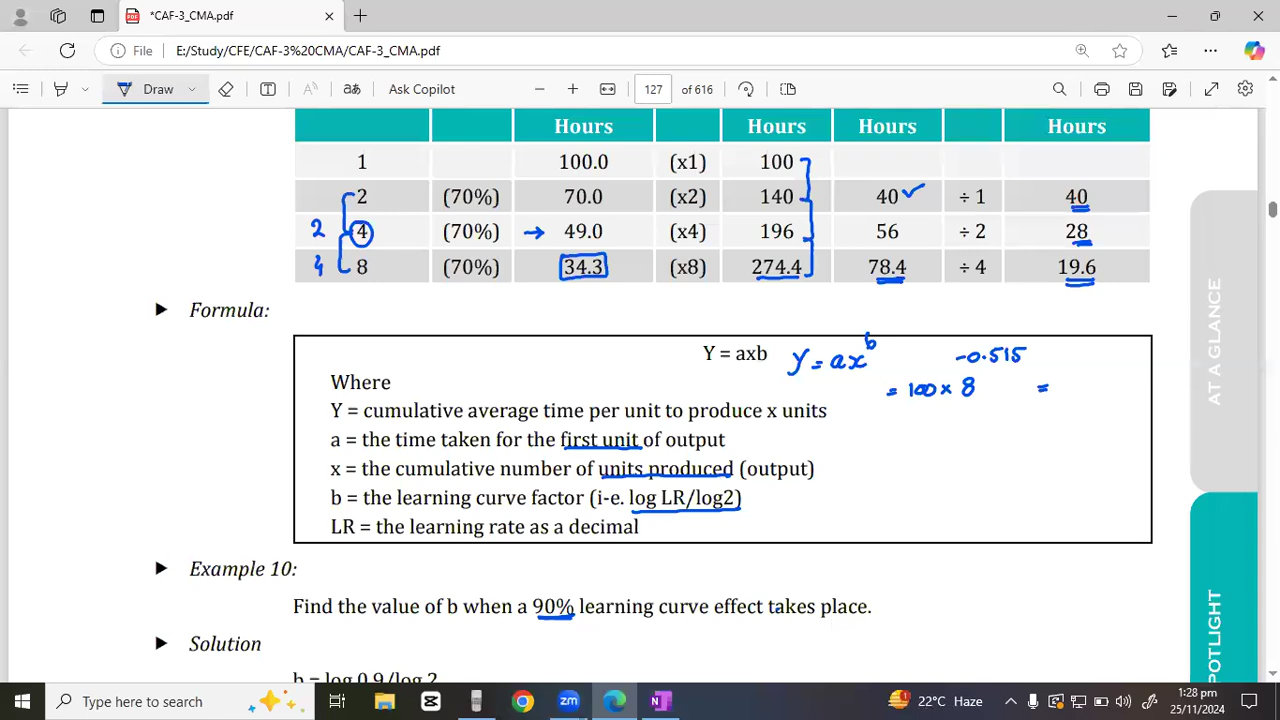 *CAF-3_CMA.pdf
File E:/Study/CFE/CAF-3%20CMA/CAF-3_CMA.pdf
Draw Ask Copilot 127 of 616
Hours Hours Hours Hours
1 100.0 (x1) 100
2 (70%) 70.0 (x2) 140 40 ÷ 1 40
2 4 (70%) 49.0 (x4) 196 56 ÷ 2 28
4 8 (70%) 34.3 (x8) 274.4 78.4 ÷ 4 19.6
Formula:
Y = axb y = ax^b -0.515
Where = 100 × 8 =
Y = cumulative average time per unit to produce x units
a = the time taken for the first unit of output
x = the cumulative number of units produced (output)
b = the learning curve factor (i-e. log LR/log2)
LR = the learning rate as a decimal
Example 10:
Find the value of b when a 90% learning curve effect takes place.
Solution
b = log 0.9/log 2
AT A GLANCE
SPOTLIGHT
Type here to search
22°C Haze
1:28 pm
25/11/2024